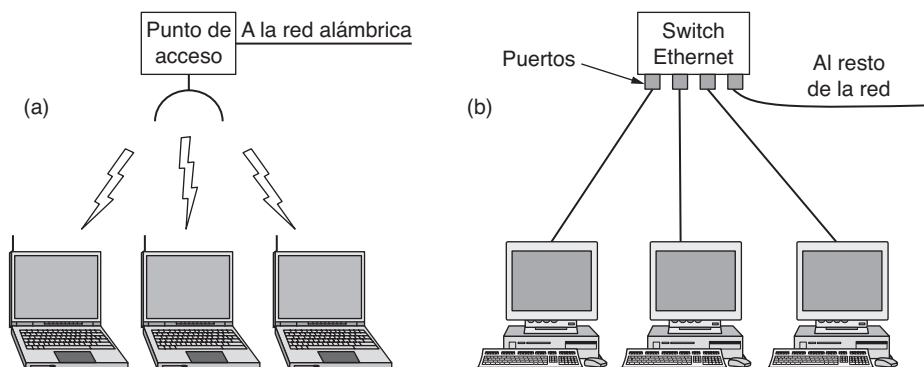 Punto de
acceso
A la red alámbrica
(a)
Switch
Ethernet
Puertos
Al resto
de la red
(b)